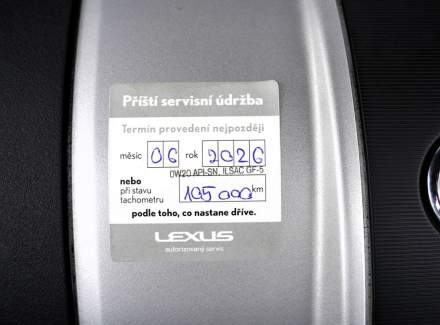 Příští servisní údržba
Termín provedení nejpozději
měsíc 06 rok 2026
0W20 API-SN, ILSAC GF-5
nebo
při stavu
tachometru 105 000 km
podle toho, co nastane dříve.
LEXUS
autorizovaný servis